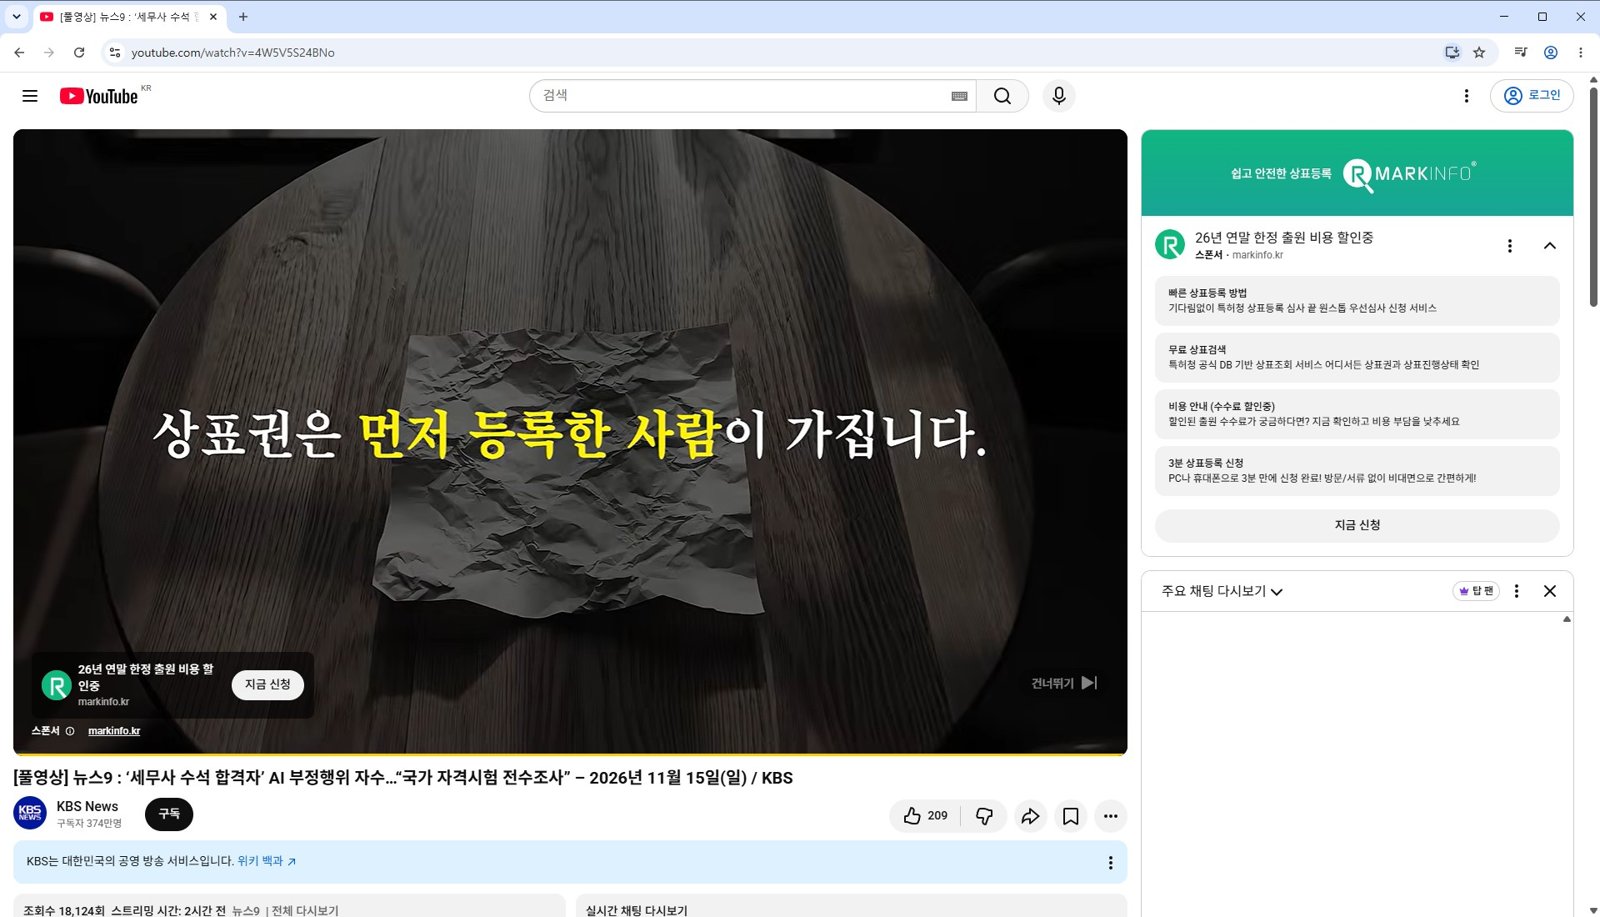 [풀영상] 뉴스9 : ‘세무사 수석 합
youtube.com/watch?v=4W5V5S24BNo
YouTube KR
검색
로그인
상표권은 먼저 등록한 사람이 가집니다.
26년 연말 한정 출원 비용 할
인중
markinfo.kr
지금 신청
건너뛰기
스폰서 markinfo.kr
[풀영상] 뉴스9 : ‘세무사 수석 합격자’ AI 부정행위 자수...“국가 자격시험 전수조사” – 2026년 11월 15일(일) / KBS
KBS NEWS
KBS News
구독자 374만명
구독
209
KBS는 대한민국의 공영 방송 서비스입니다. 위키 백과
조회수 18,124회 스트리밍 시간: 2시간 전 뉴스9 | 전체 다시보기
실시간 채팅 다시보기
쉽고 안전한 상표등록 MARKINFO®
26년 연말 한정 출원 비용 할인중
스폰서 · markinfo.kr
빠른 상표등록 방법
기다림없이 특허청 상표등록 심사 끝 원스톱 우선심사 신청 서비스
무료 상표검색
특허청 공식 DB 기반 상표조회 서비스 어디서든 상표권과 상표진행상태 확인
비용 안내 (수수료 할인중)
할인된 출원 수수료가 궁금하다면? 지금 확인하고 비용 부담을 낮추세요
3분 상표등록 신청
PC나 휴대폰으로 3분 만에 신청 완료! 방문/서류 없이 비대면으로 간편하게!
지금 신청
주요 채팅 다시보기
탑 팬